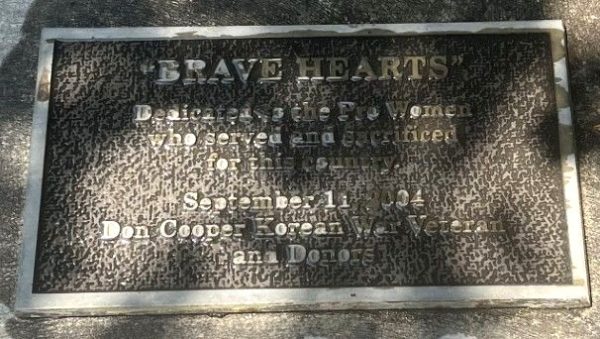 "BRAVE HEARTS"
Dedicated to the Women
who served and sacrificed
for this country
September 11, 2004
Don Cooper Korean War Veteran
and Donors